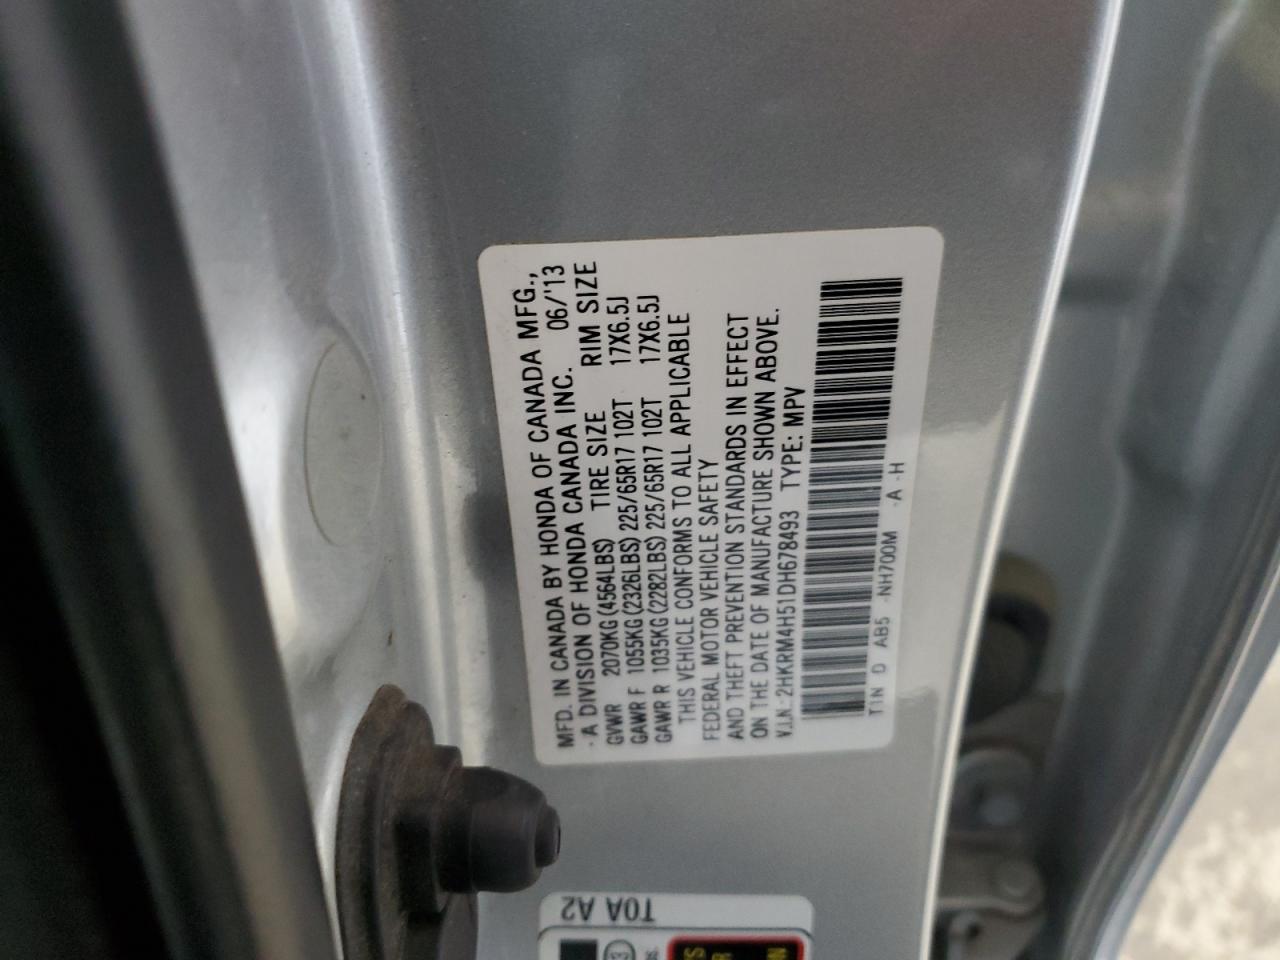 MFD. IN CANADA BY HONDA OF CANADA MFG.,
- A DIVISION OF HONDA CANADA INC. 06/'13
GVWR 2070KG (4564LBS) TIRE SIZE RIM SIZE
GAWR F 1055KG (2326LBS) 225/65R17 102T 17X6.5J
GAWR R 1035KG (2282LBS) 225/65R17 102T 17X6.5J
THIS VEHICLE CONFORMS TO ALL APPLICABLE
FEDERAL MOTOR VEHICLE SAFETY
AND THEFT PREVENTION STANDARDS IN EFFECT
ON THE DATE OF MANUFACTURE SHOWN ABOVE.
V.I.N.: 2HKRM4H51DH678493 TYPE: MPV
T1N D AB5 -NH700M -A -H
T0A A2